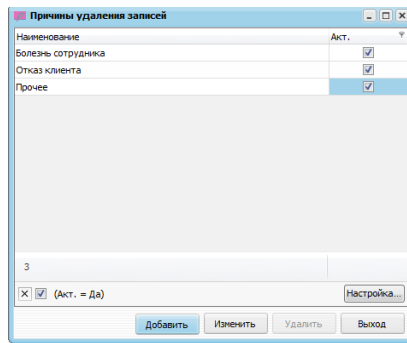 Причины удаления записей
Наименование Акт.
Болезнь сотрудника
Отказ клиента
Прочее
3
(Акт. = Да) Настройка...
Добавить Изменить Удалить Выход